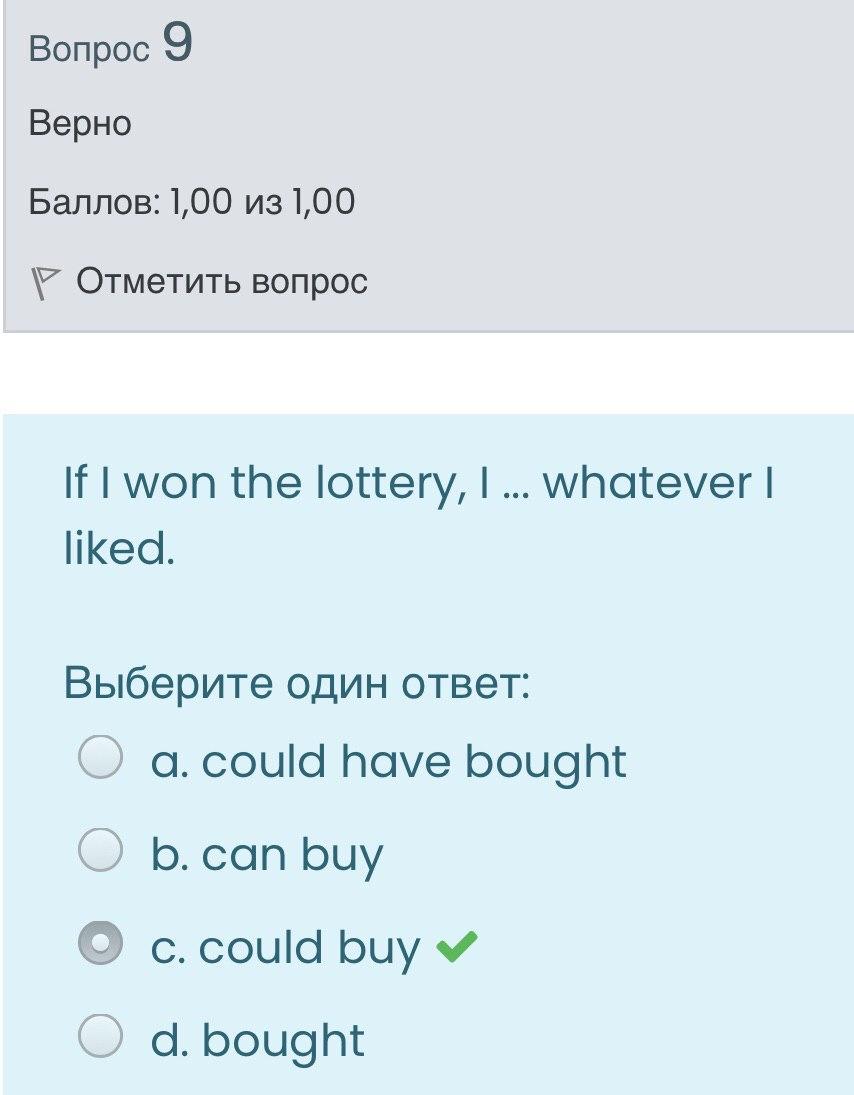 Вопрос 9
Верно
Баллов: 1,00 из 1,00
Отметить вопрос
If I won the lottery, I ... whatever I
liked.
Выберите один ответ:
a. could have bought
b. can buy
c. could buy
d. bought